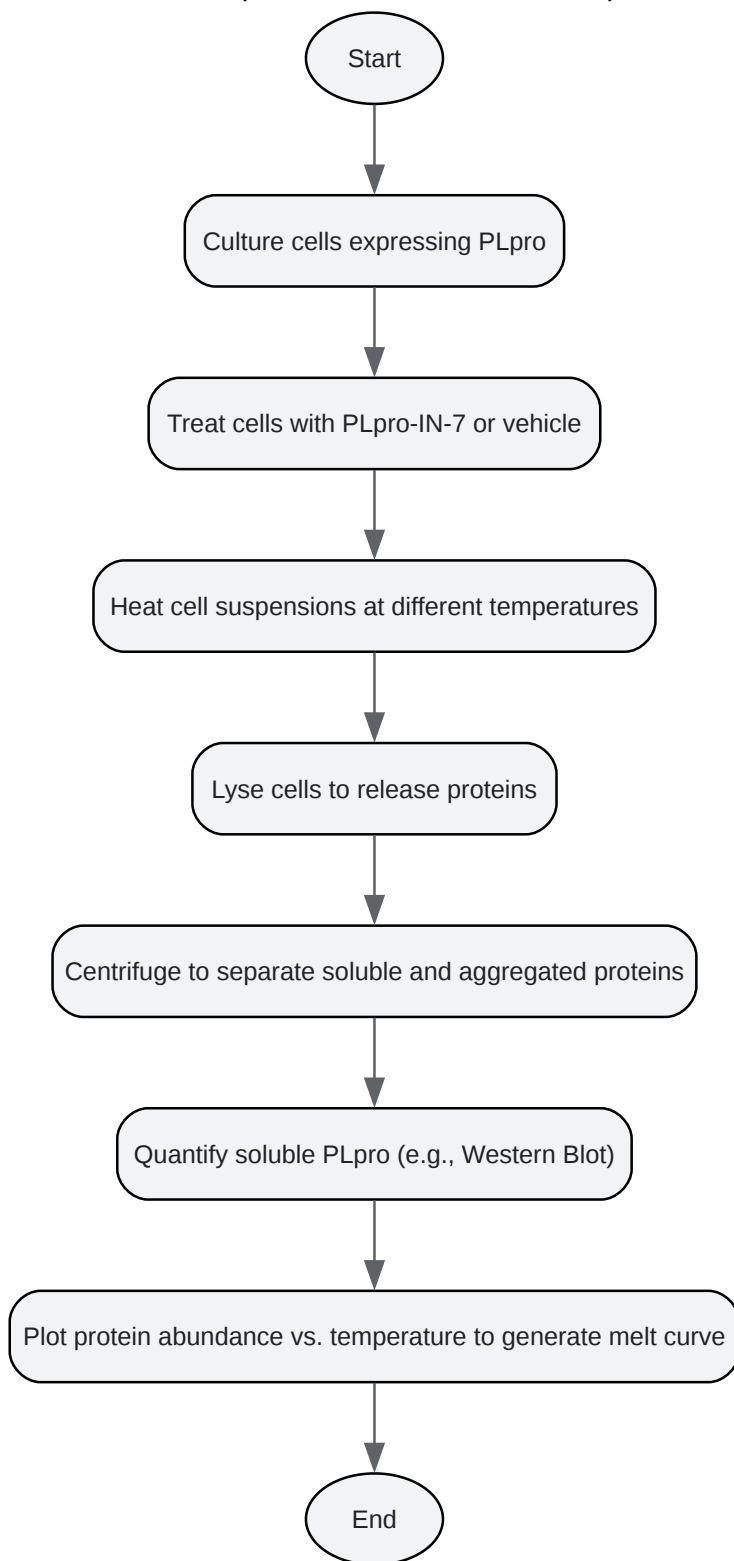 Start
Culture cells expressing PLpro
Treat cells with PLpro-IN-7 or vehicle
Heat cell suspensions at different temperatures
Lyse cells to release proteins
Centrifuge to separate soluble and aggregated proteins
Quantify soluble PLpro (e.g., Western Blot)
Plot protein abundance vs. temperature to generate melt curve
End